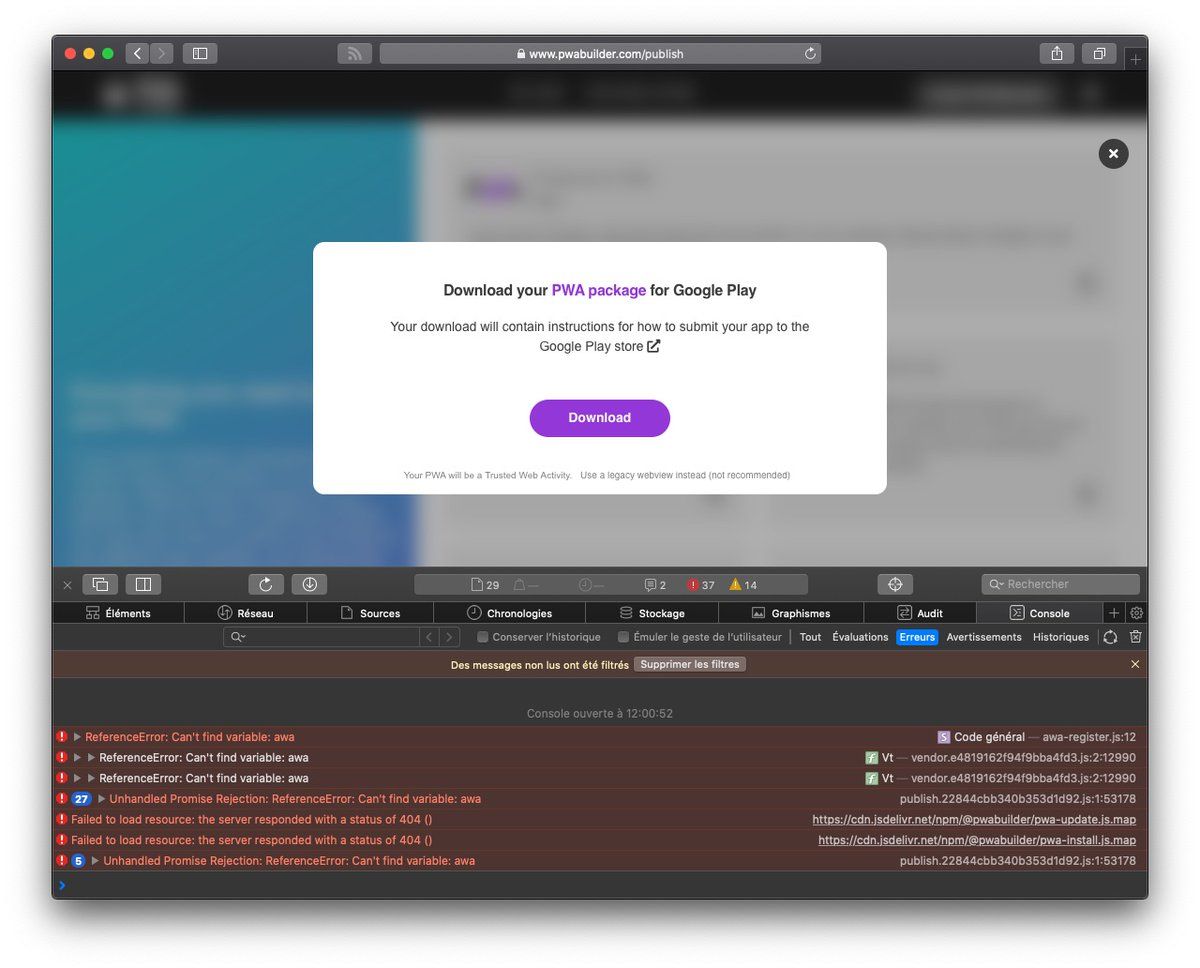 www.pwabuilder.com/publish
Download your PWA package for Google Play
Your download will contain instructions for how to submit your app to the
Google Play store
Download
Your PWA will be a Trusted Web Activity. Use a legacy webview instead (not recommended)
29 — — 2 37 14 Rechercher
Éléments Réseau Sources Chronologies Stockage Graphismes Audit Console
Conserver l'historique Émuler le geste de l'utilisateur Tout Évaluations Erreurs Avertissements Historiques
Des messages non lus ont été filtrés Supprimer les filtres
Console ouverte à 12:00:52
ReferenceError: Can't find variable: awa S Code général — awa-register.js:12
ReferenceError: Can't find variable: awa f Vt — vendor.e4819162f94f9bba4fd3.js:2:12990
ReferenceError: Can't find variable: awa f Vt — vendor.e4819162f94f9bba4fd3.js:2:12990
27 Unhandled Promise Rejection: ReferenceError: Can't find variable: awa publish.22844cbb340b353d1d92.js:1:53178
Failed to load resource: the server responded with a status of 404 () https://cdn.jsdelivr.net/npm/@pwabuilder/pwa-update.js.map
Failed to load resource: the server responded with a status of 404 () https://cdn.jsdelivr.net/npm/@pwabuilder/pwa-install.js.map
5 Unhandled Promise Rejection: ReferenceError: Can't find variable: awa publish.22844cbb340b353d1d92.js:1:53178